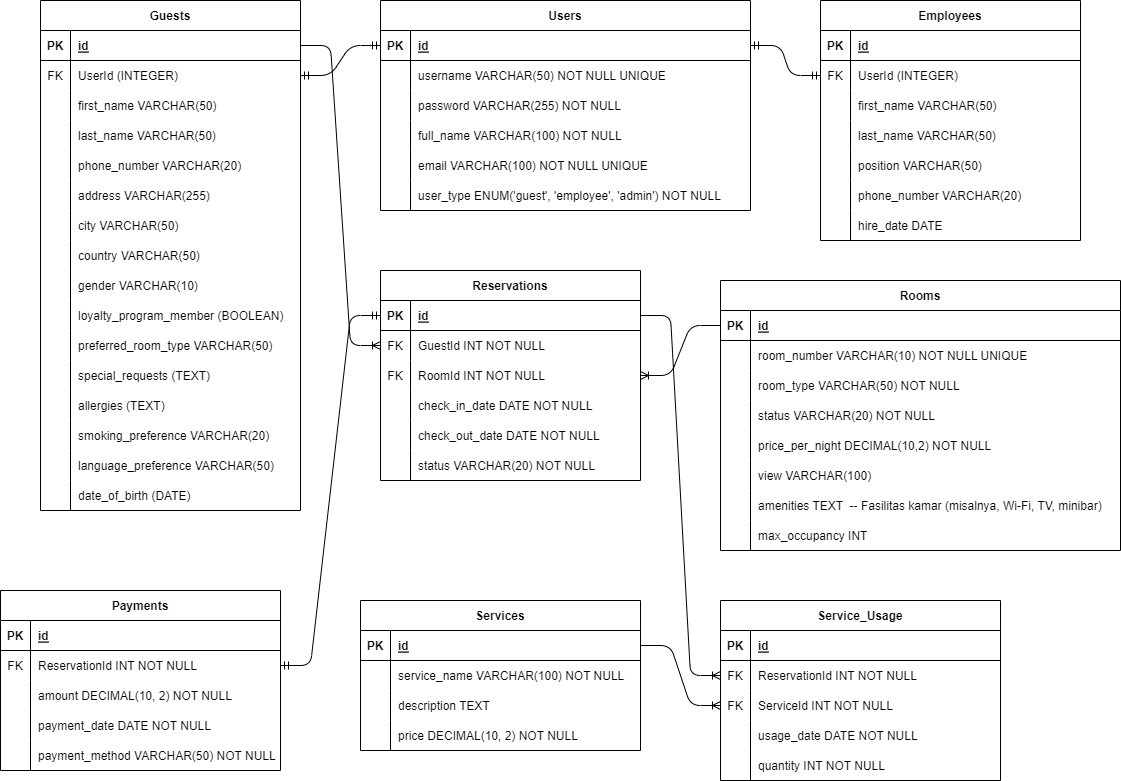 Guests
PK id
FK UserId (INTEGER)
first_name VARCHAR(50)
last_name VARCHAR(50)
phone_number VARCHAR(20)
address VARCHAR(255)
city VARCHAR(50)
country VARCHAR(50)
gender VARCHAR(10)
loyalty_program_member (BOOLEAN)
preferred_room_type VARCHAR(50)
special_requests (TEXT)
allergies (TEXT)
smoking_preference VARCHAR(20)
language_preference VARCHAR(50)
date_of_birth (DATE)
Users
PK id
username VARCHAR(50) NOT NULL UNIQUE
password VARCHAR(255) NOT NULL
full_name VARCHAR(100) NOT NULL
email VARCHAR(100) NOT NULL UNIQUE
user_type ENUM('guest', 'employee', 'admin') NOT NULL
Employees
PK id
FK UserId (INTEGER)
first_name VARCHAR(50)
last_name VARCHAR(50)
position VARCHAR(50)
phone_number VARCHAR(20)
hire_date DATE
Reservations
PK id
FK GuestId INT NOT NULL
FK RoomId INT NOT NULL
check_in_date DATE NOT NULL
check_out_date DATE NOT NULL
status VARCHAR(20) NOT NULL
Rooms
PK id
room_number VARCHAR(10) NOT NULL UNIQUE
room_type VARCHAR(50) NOT NULL
status VARCHAR(20) NOT NULL
price_per_night DECIMAL(10,2) NOT NULL
view VARCHAR(100)
amenities TEXT -- Fasilitas kamar (misalnya, Wi-Fi, TV, minibar)
max_occupancy INT
Payments
PK id
FK ReservationId INT NOT NULL
amount DECIMAL(10, 2) NOT NULL
payment_date DATE NOT NULL
payment_method VARCHAR(50) NOT NULL
Services
PK id
service_name VARCHAR(100) NOT NULL
description TEXT
price DECIMAL(10, 2) NOT NULL
Service_Usage
PK id
FK ReservationId INT NOT NULL
FK ServiceId INT NOT NULL
usage_date DATE NOT NULL
quantity INT NOT NULL